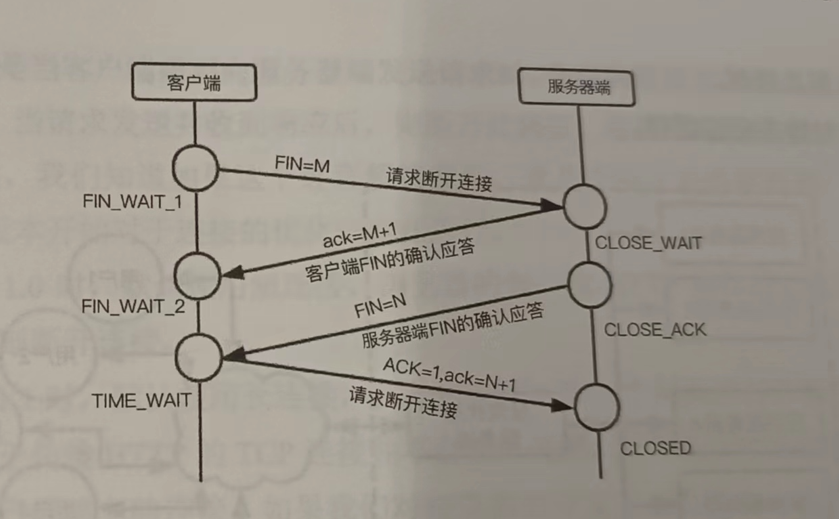 客户端
服务器端
FIN=M
请求断开连接
FIN_WAIT_1
ack=M+1
客户端FIN的确认应答
CLOSE_WAIT
FIN_WAIT_2
FIN=N
服务器端FIN的确认应答
CLOSE_ACK
ACK=1,ack=N+1
请求断开连接
TIME_WAIT
CLOSED